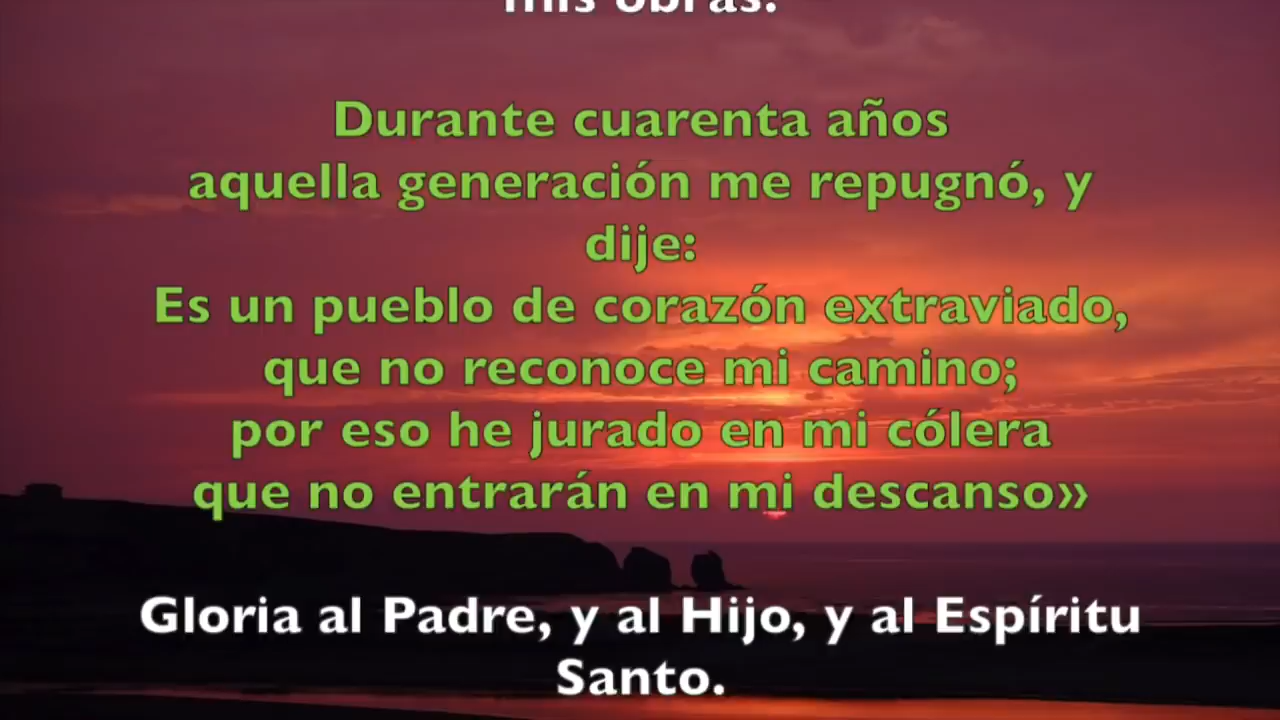 mis obras.
Durante cuarenta años
aquella generación me repugnó, y
dije:
Es un pueblo de corazón extraviado,
que no reconoce mi camino;
por eso he jurado en mi cólera
que no entrarán en mi descanso»
Gloria al Padre, y al Hijo, y al Espíritu
Santo.